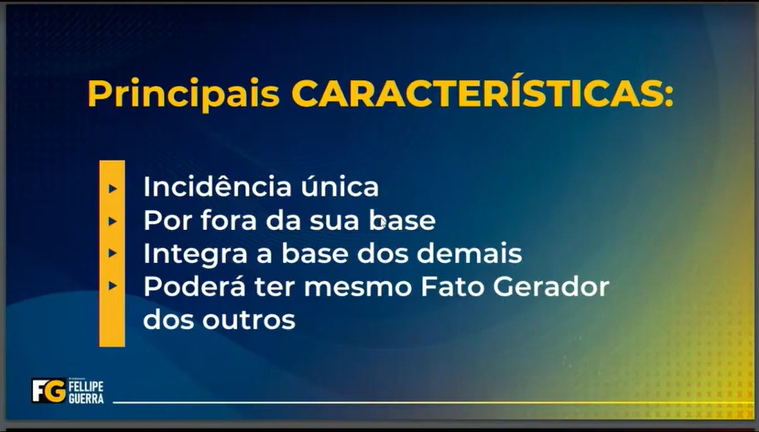 Principais CARACTERÍSTICAS:
Incidência única
Por fora da sua base
Integra a base dos demais
Poderá ter mesmo Fato Gerador
dos outros
FG FELLIPE
GUERRA